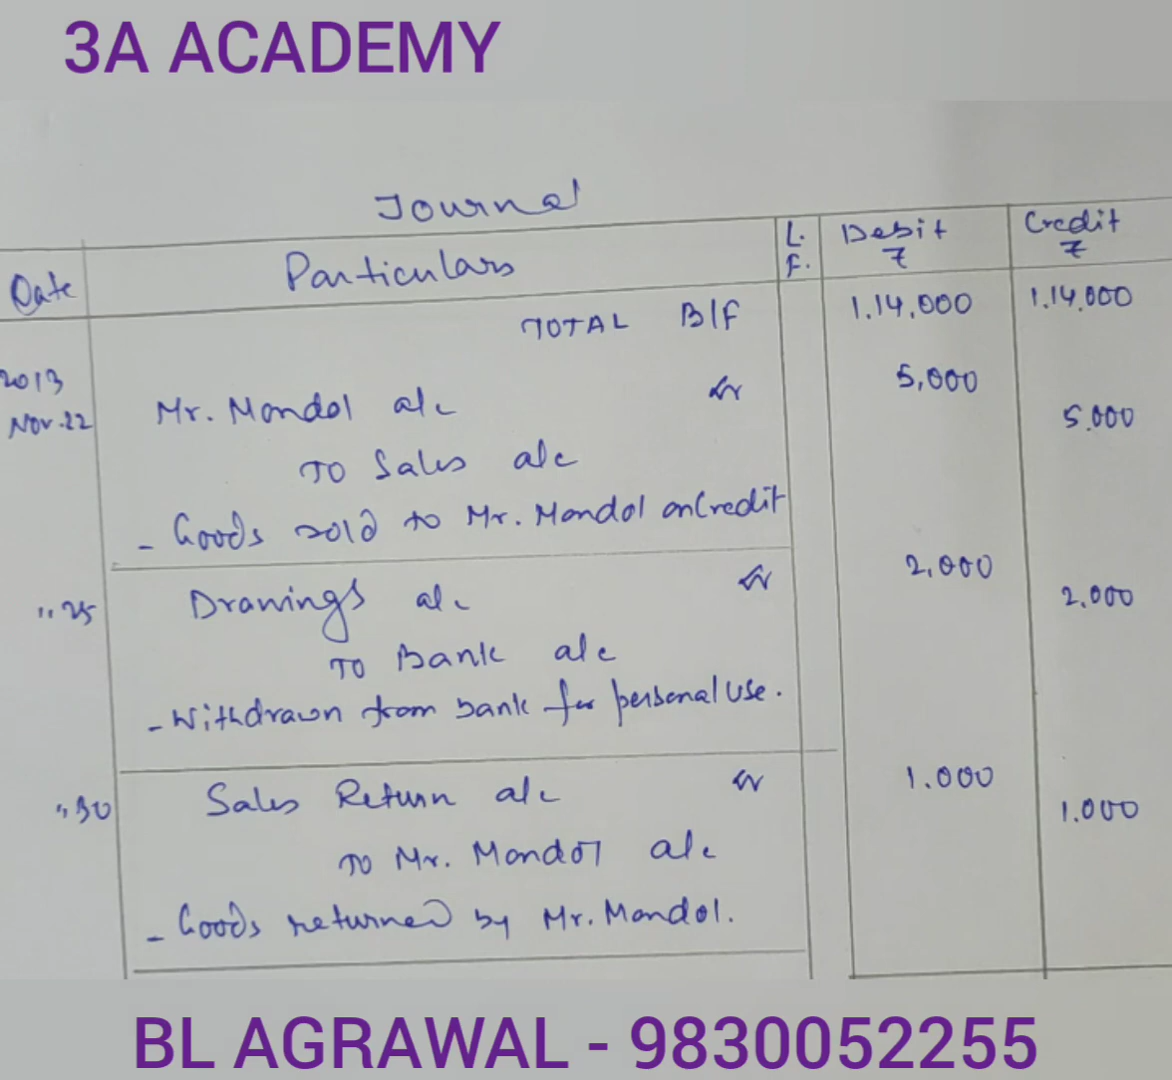 3A ACADEMY
Journal
Date Particulars L.F. Debit ₹ Credit ₹
TOTAL B/F 1,14,000 1,14,000
2013
Nov.22 Mr. Mondol a/c Dr 5,000
To Sales a/c 5,000
- Goods sold to Mr. Mondol on Credit
" 25 Drawings a/c Dr 2,000
To Bank a/c 2,000
- Withdrawn from bank for personal use.
" 30 Sales Return a/c Dr 1,000
To Mr. Mondol a/c 1,000
- Goods returned by Mr. Mondol.
BL AGRAWAL - 9830052255